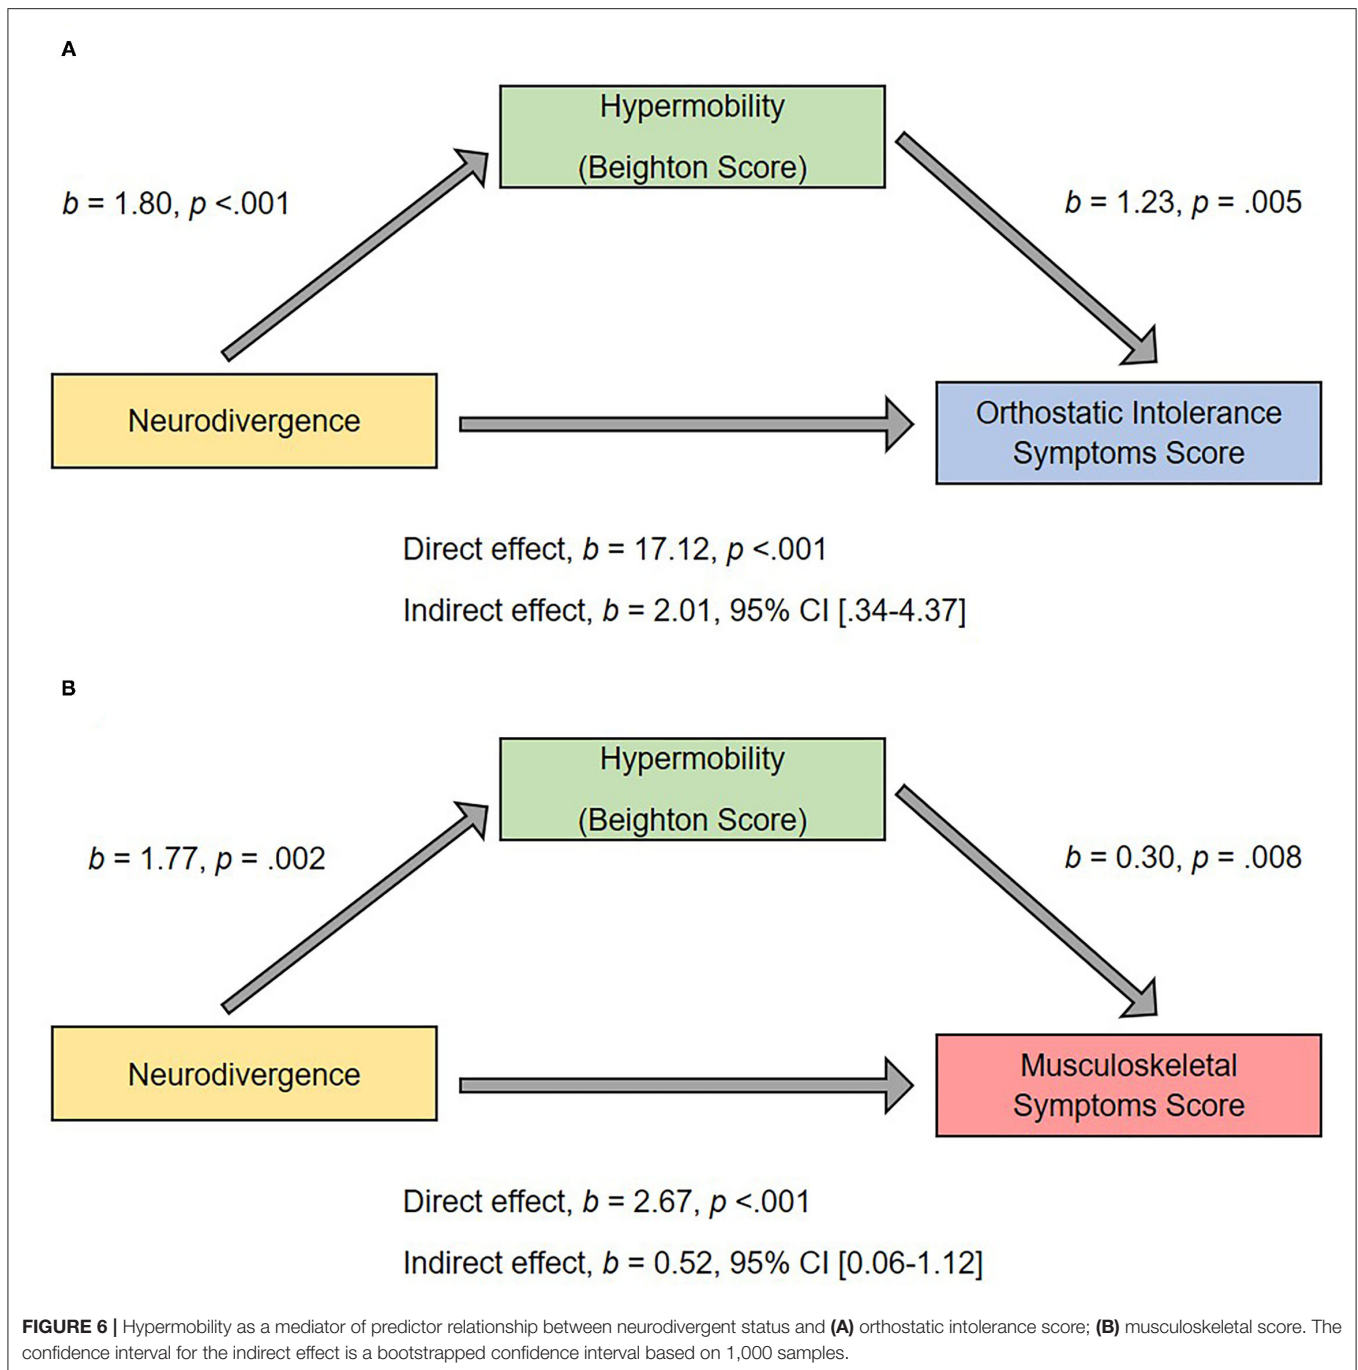 A
Hypermobility
(Beighton Score)
b = 1.80, p <.001
b = 1.23, p = .005
Neurodivergence
Orthostatic Intolerance
Symptoms Score
Direct effect, b = 17.12, p <.001
Indirect effect, b = 2.01, 95% CI [.34-4.37]
B
Hypermobility
(Beighton Score)
b = 1.77, p = .002
b = 0.30, p = .008
Neurodivergence
Musculoskeletal
Symptoms Score
Direct effect, b = 2.67, p <.001
Indirect effect, b = 0.52, 95% CI [0.06-1.12]
FIGURE 6 | Hypermobility as a mediator of predictor relationship between neurodivergent status and (A) orthostatic intolerance score; (B) musculoskeletal score. The
confidence interval for the indirect effect is a bootstrapped confidence interval based on 1,000 samples.